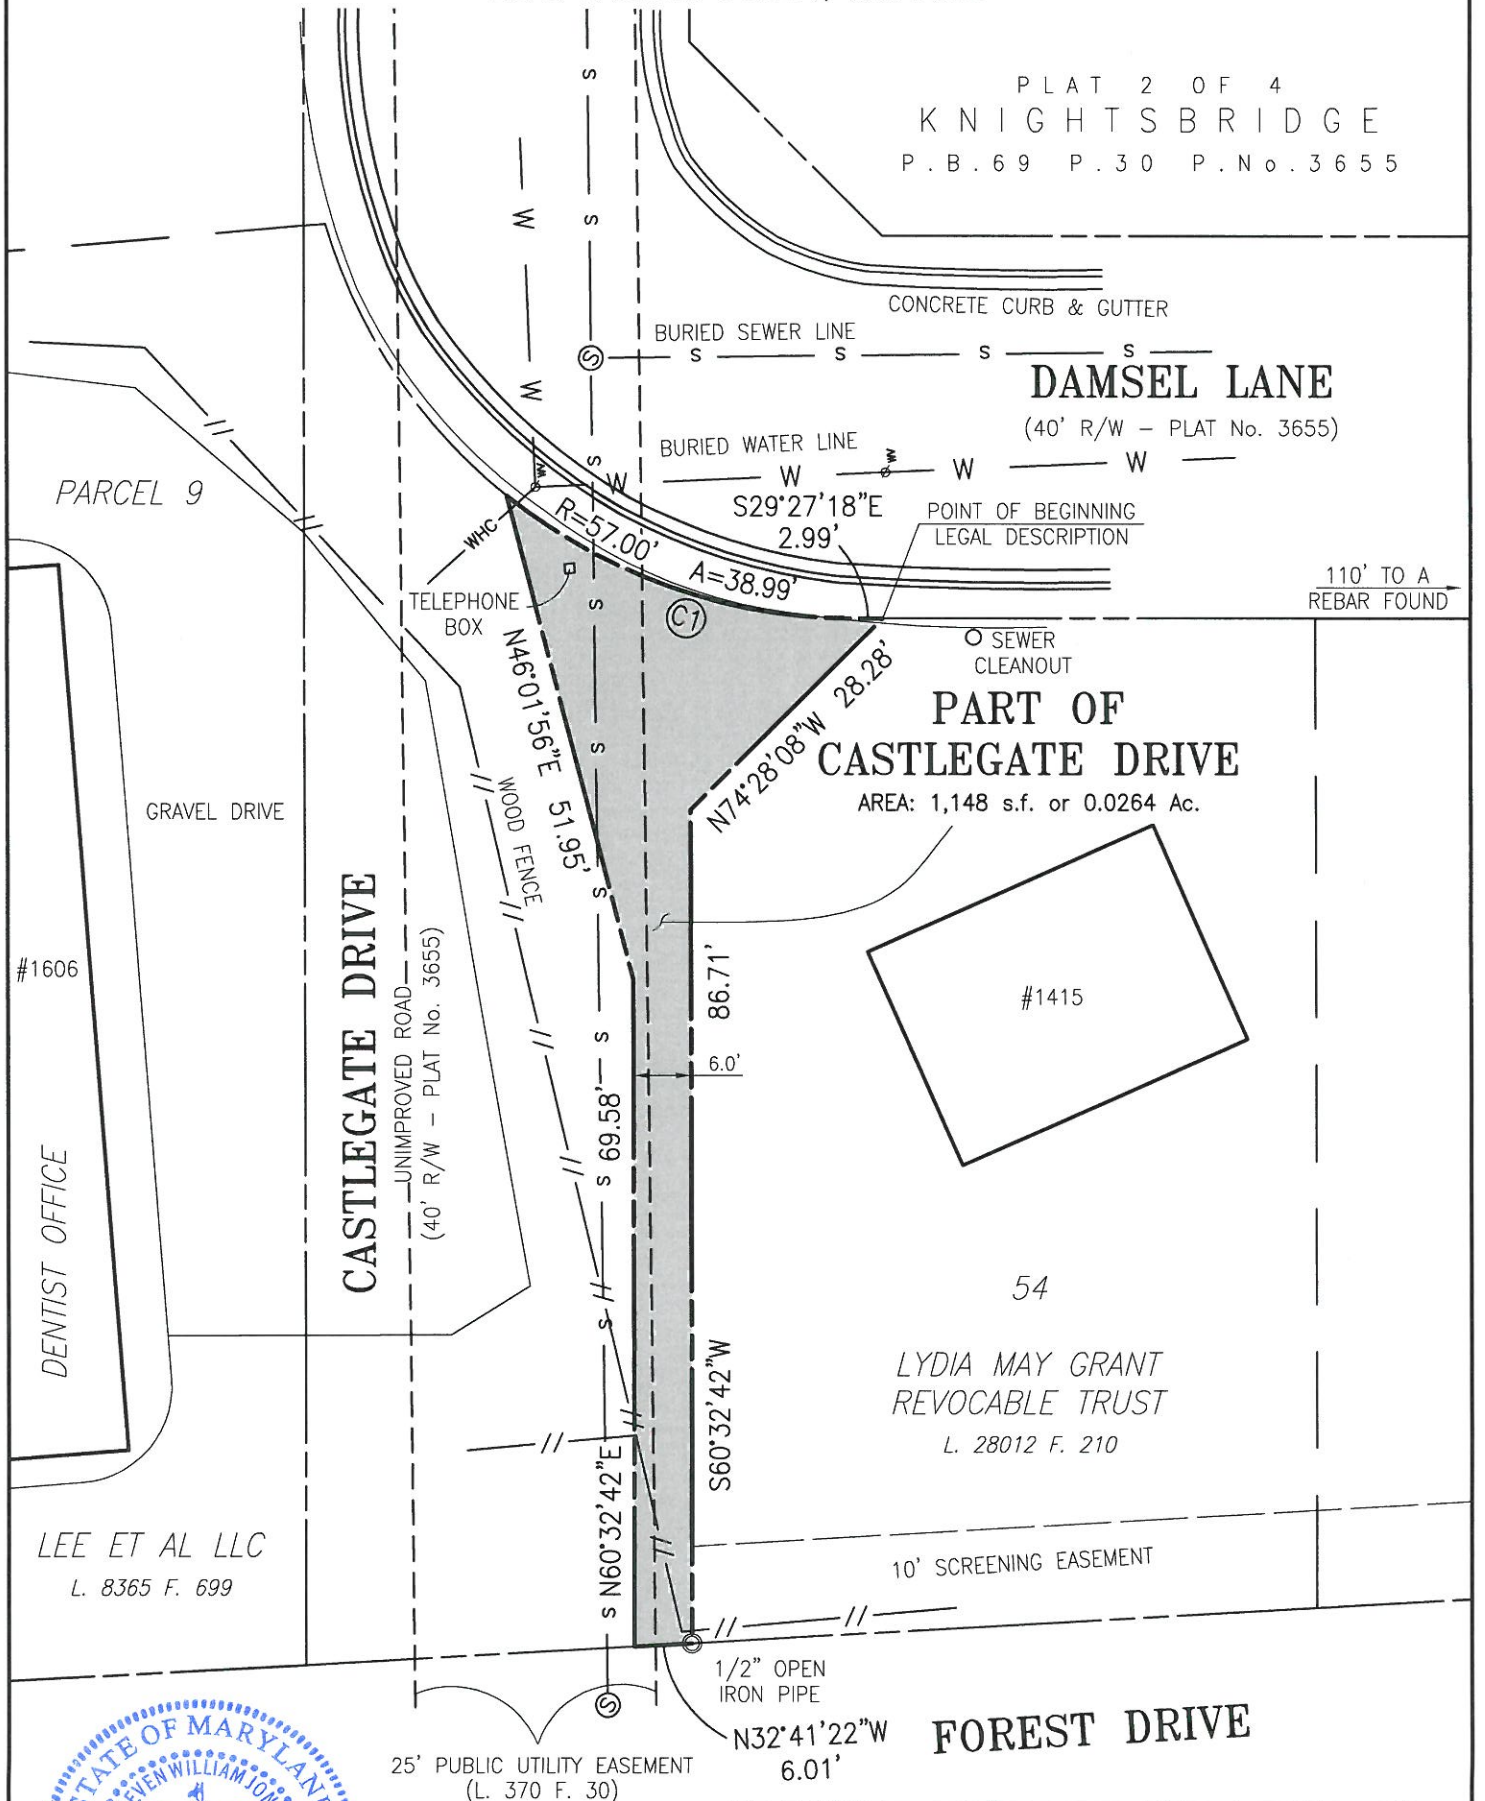 PLAT 2 OF 4
KNIGHTSBRIDGE
P.B.69 P.30 P.No.3655
S
W
S
CONCRETE CURB & GUTTER
BURIED SEWER LINE
S
S S S S
DAMSEL LANE
(40' R/W – PLAT No. 3655)
W
BURIED WATER LINE
S
W
W W W
W
W
PARCEL 9
S29°27'18"E
2.99'
POINT OF BEGINNING
LEGAL DESCRIPTION
R=57.00'
A=38.99'
WHC
110' TO A
REBAR FOUND
TELEPHONE
BOX
S
C1
SEWER
CLEANOUT
N46°01'56"E 51.95'
N74°28'08"W 28.28'
PART OF
CASTLEGATE DRIVE
AREA: 1,148 s.f. or 0.0264 Ac.
S
WOOD FENCE
GRAVEL DRIVE
S
#1606
CASTLEGATE DRIVE
UNIMPROVED ROAD
(40' R/W – PLAT No. 3655)
86.71'
#1415
S
6.0'
69.58'
S
DENTIST OFFICE
54
S
LYDIA MAY GRANT
REVOCABLE TRUST
L. 28012 F. 210
S60°32'42"W
N60°32'42"E
LEE ET AL LLC
L. 8365 F. 699
10' SCREENING EASEMENT
S
1/2" OPEN
IRON PIPE
S
N32°41'22"W
6.01'
FOREST DRIVE
25' PUBLIC UTILITY EASEMENT
(L. 370 F. 30)
STATE OF MARYLAND